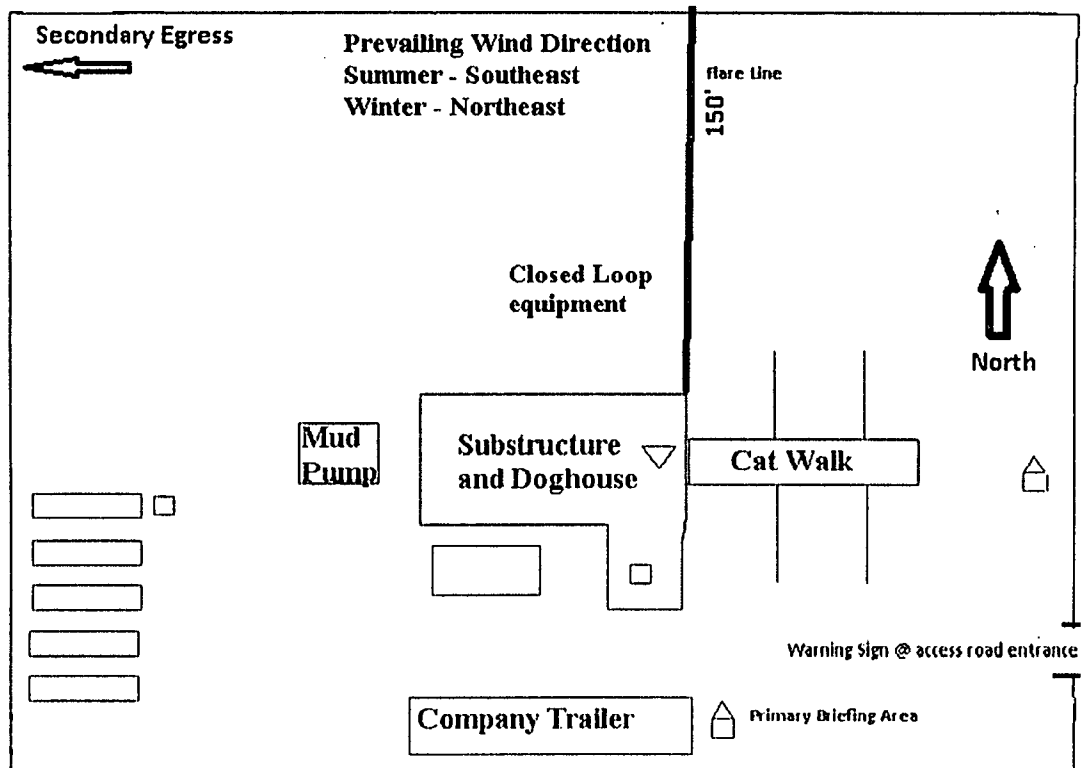 Secondary Egress
Prevailing Wind Direction
Summer - Southeast
Winter - Northeast
flare line
150'
Closed Loop
equipment
North
Mud
Pump
Substructure
and Doghouse
Cat Walk
Warning Sign @ access road entrance
Company Trailer
Primary Briefing Area